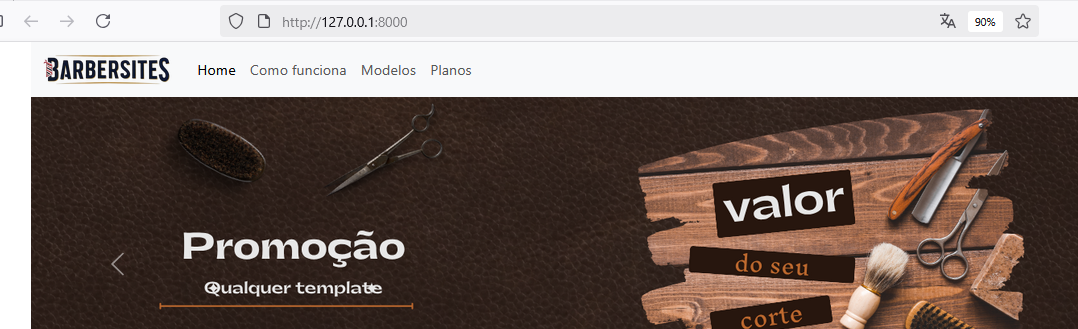 http://127.0.0.1:8000
90%
BARBERSITES
Home Como funciona Modelos Planos
valor
Promoção
do seu
Qualquer template
corte